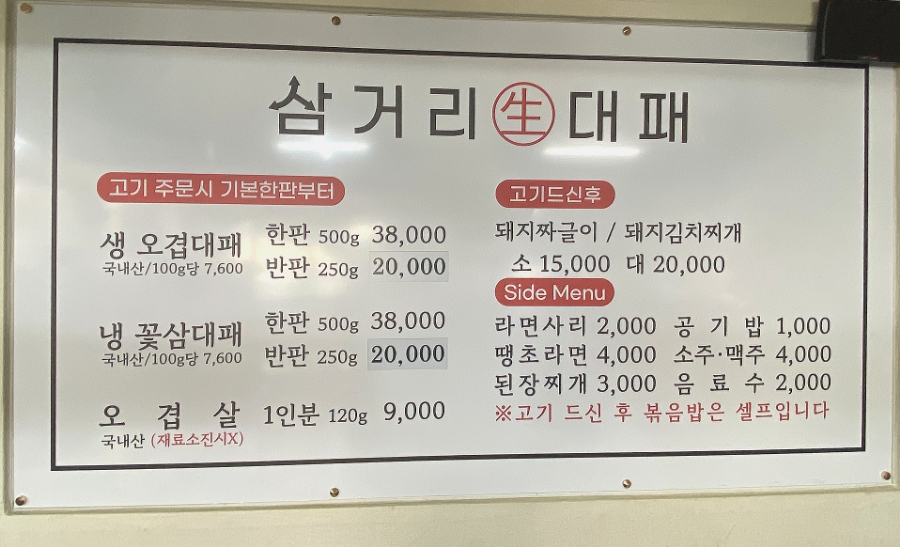 삼거리生대패
고기 주문시 기본한판부터
생 오겹대패 한판 500g 38,000
국내산/100g당 7,600 반판 250g 20,000
냉 꽃삼대패 한판 500g 38,000
국내산/100g당 7,600 반판 250g 20,000
오 겹 살 1인분 120g 9,000
국내산 (재료소진시X)
고기드신후
돼지짜글이 / 돼지김치찌개
소 15,000 대 20,000
Side Menu
라면사리 2,000 공 기 밥 1,000
땡초라면 4,000 소주·맥주 4,000
된장찌개 3,000 음 료 수 2,000
※고기 드신 후 볶음밥은 셀프입니다